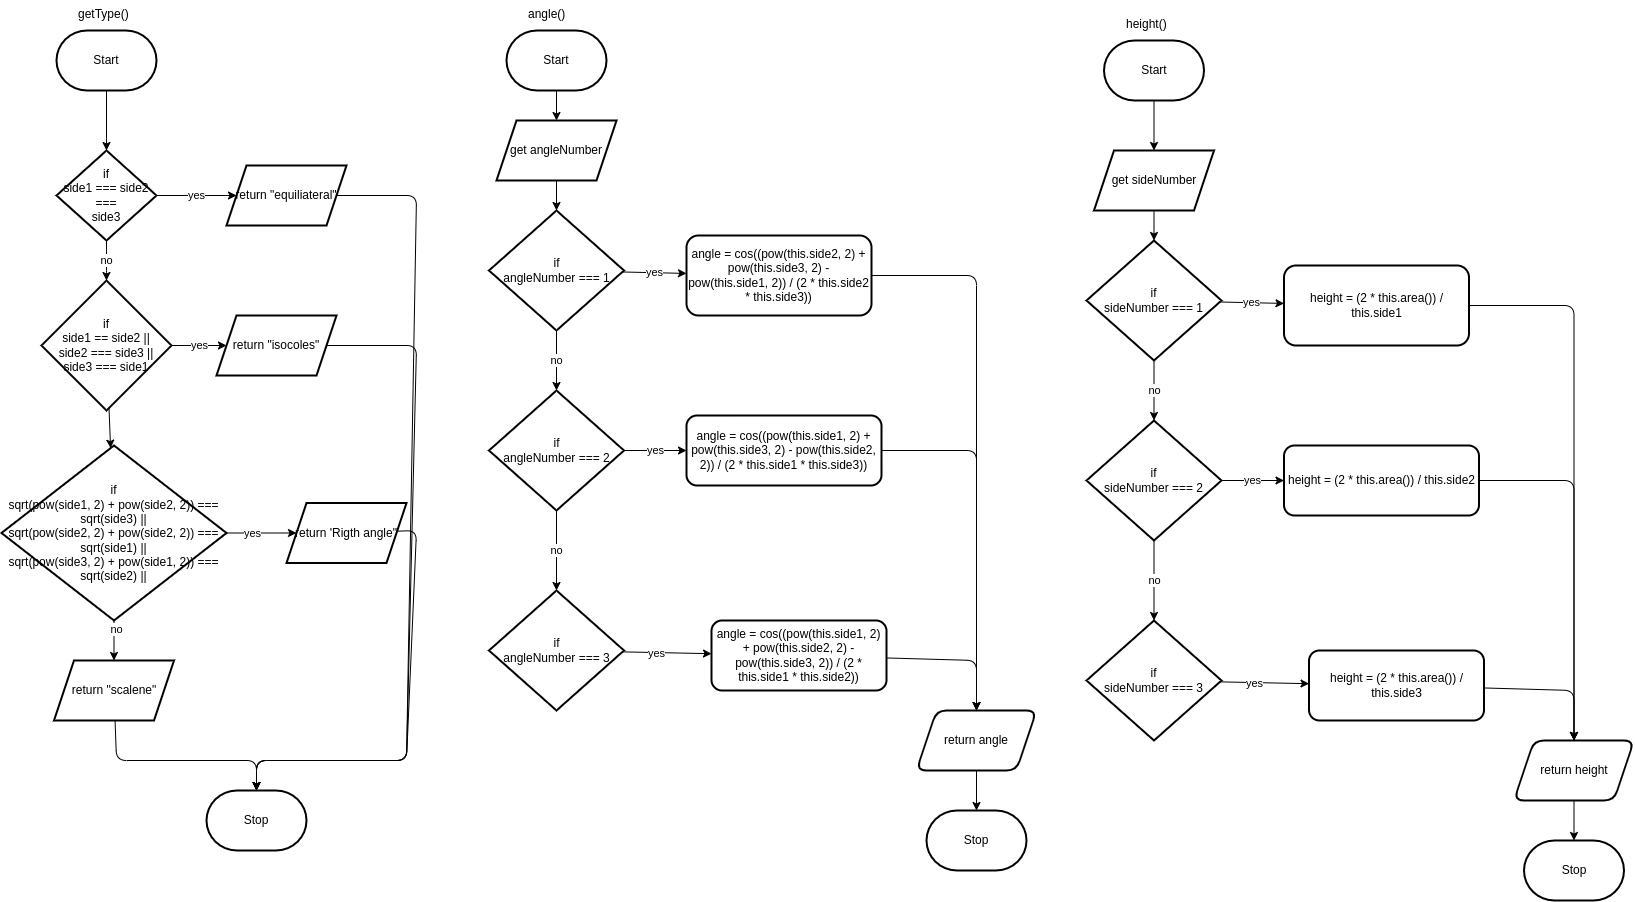 getType()
Start
if
side1 === side2
===
side3
yes
return "equiliateral"
no
if
side1 == side2 ||
side2 === side3 ||
side3 === side1
yes
return "isocoles"
if
sqrt(pow(side1, 2) + pow(side2, 2)) ===
sqrt(side3) ||
sqrt(pow(side2, 2) + pow(side2, 2)) ===
sqrt(side1) ||
sqrt(pow(side3, 2) + pow(side1, 2)) ===
sqrt(side2) ||
yes
return 'Rigth angle"
no
return "scalene"
Stop
angle()
Start
get angleNumber
if
angleNumber === 1
yes
angle = cos((pow(this.side2, 2) +
pow(this.side3, 2) -
pow(this.side1, 2)) / (2 * this.side2
* this.side3))
no
if
angleNumber === 2
yes
angle = cos((pow(this.side1, 2) +
pow(this.side3, 2) - pow(this.side2,
2)) / (2 * this.side1 * this.side3))
no
if
angleNumber === 3
yes
angle = cos((pow(this.side1, 2)
+ pow(this.side2, 2) -
pow(this.side3, 2)) / (2 *
this.side1 * this.side2))
return angle
Stop
height()
Start
get sideNumber
if
sideNumber === 1
yes
height = (2 * this.area()) /
this.side1
no
if
sideNumber === 2
yes
height = (2 * this.area()) / this.side2
no
if
sideNumber === 3
yes
height = (2 * this.area()) /
this.side3
return height
Stop